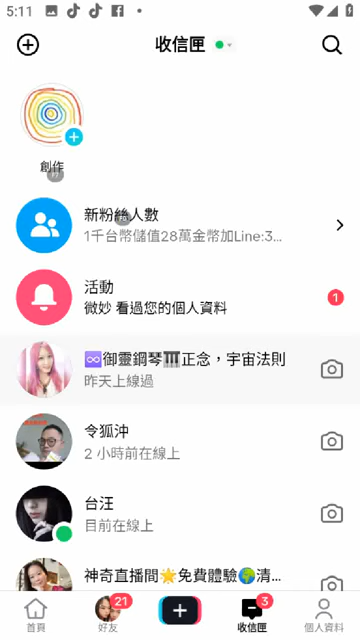 5:11
收信匣
創作
新粉絲人數
1千台幣儲值28萬金幣加Line:3...
活動
微妙 看過您的個人資料
1
♾️御靈鋼琴🎹正念，宇宙法則
昨天上線過
令狐沖
2 小時前在線上
台汪
目前在線上
神奇直播間🌟免費體驗🌍清...
21
3
首頁
好友
收信匣
個人資料